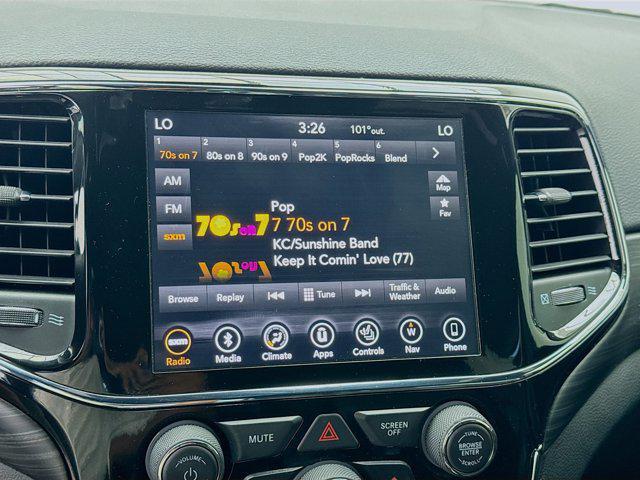 LO 3:26 101° out. LO
1 2 3 4 5 6
70s on 7 80s on 8 90s on 9 Pop2K PopRocks Blend
AM
FM
sxm
Map
Fav
70s on 7
Pop
7 70s on 7
KC/Sunshine Band
Keep It Comin' Love (77)
Browse Replay Tune Traffic & Weather Audio
sxm W
Radio Media Climate Apps Controls Nav Phone
MUTE
SCREEN OFF
VOLUME
TUNE
BROWSE
ENTER
SCROLL